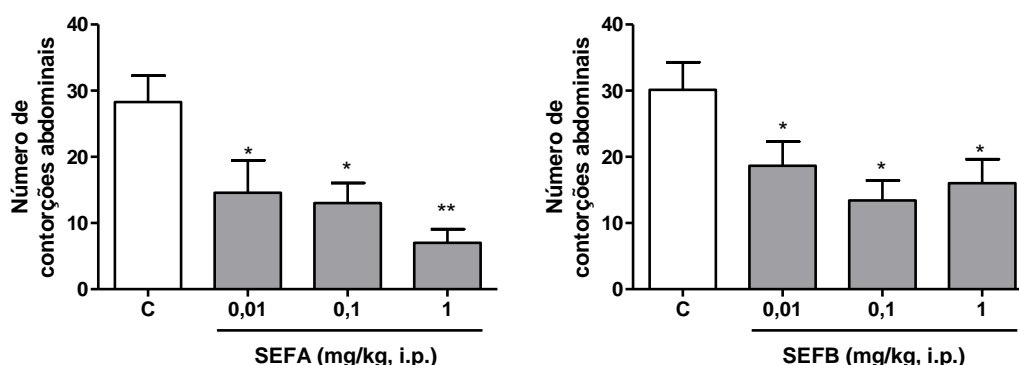 Número de
contorções abdominais
40
30
20
10
0
*
*
**
C
0,01
0,1
1
SEFA (mg/kg, i.p.)
Número de
contorções abdominais
40
30
20
10
0
*
*
*
C
0,01
0,1
1
SEFB (mg/kg, i.p.)